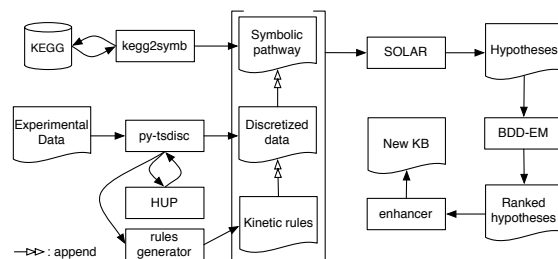 KEGG
kegg2symb
Symbolic
pathway
SOLAR
Hypotheses
Experimental
Data
py-tsdisc
Discretized
data
New KB
BDD-EM
HUP
Kinetic rules
enhancer
Ranked
hypotheses
rules
generator
: append